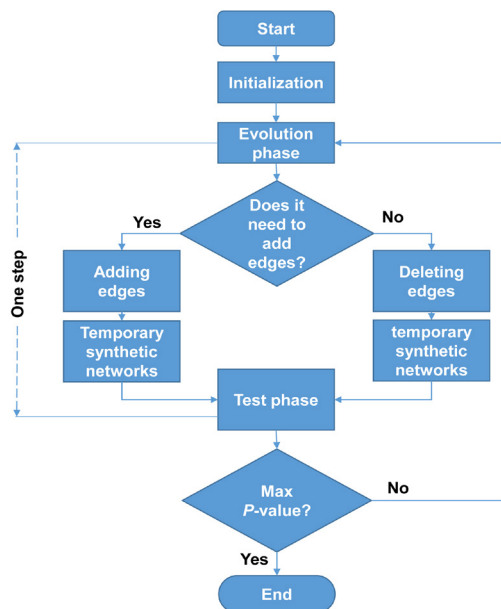 Start
Initialization
Evolution
phase
Does it
need to
add
edges?
Yes
No
One step
Adding
edges
Deleting
edges
Temporary
synthetic
networks
temporary
synthetic
networks
Test phase
Max
P-value?
No
Yes
End